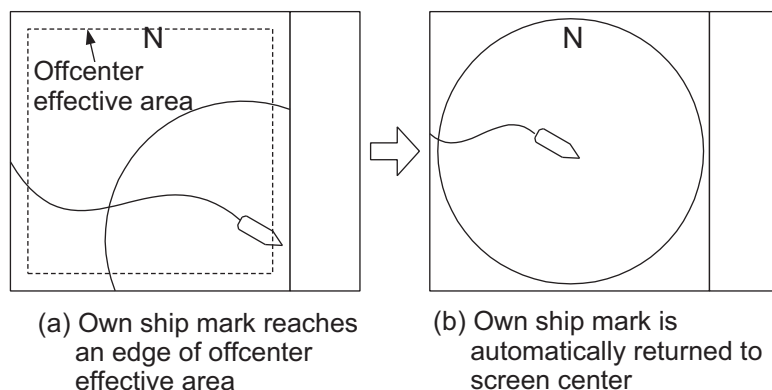 N
Offcenter
effective area
N
(a) Own ship mark reaches
an edge of offcenter
effective area
(b) Own ship mark is
automatically returned to
screen center